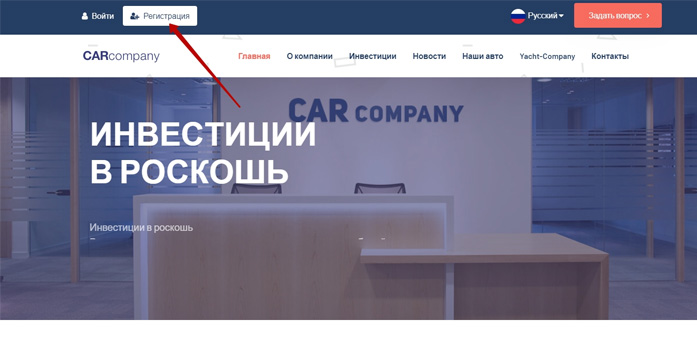 Войти
Регистрация
Русский
Задать вопрос
CARcompany
Главная
О компании
Инвестиции
Новости
Наши авто
Yacht-Company
Контакты
CAR COMPANY
ИНВЕСТИЦИИ
В РОСКОШЬ
Инвестиции в роскошь